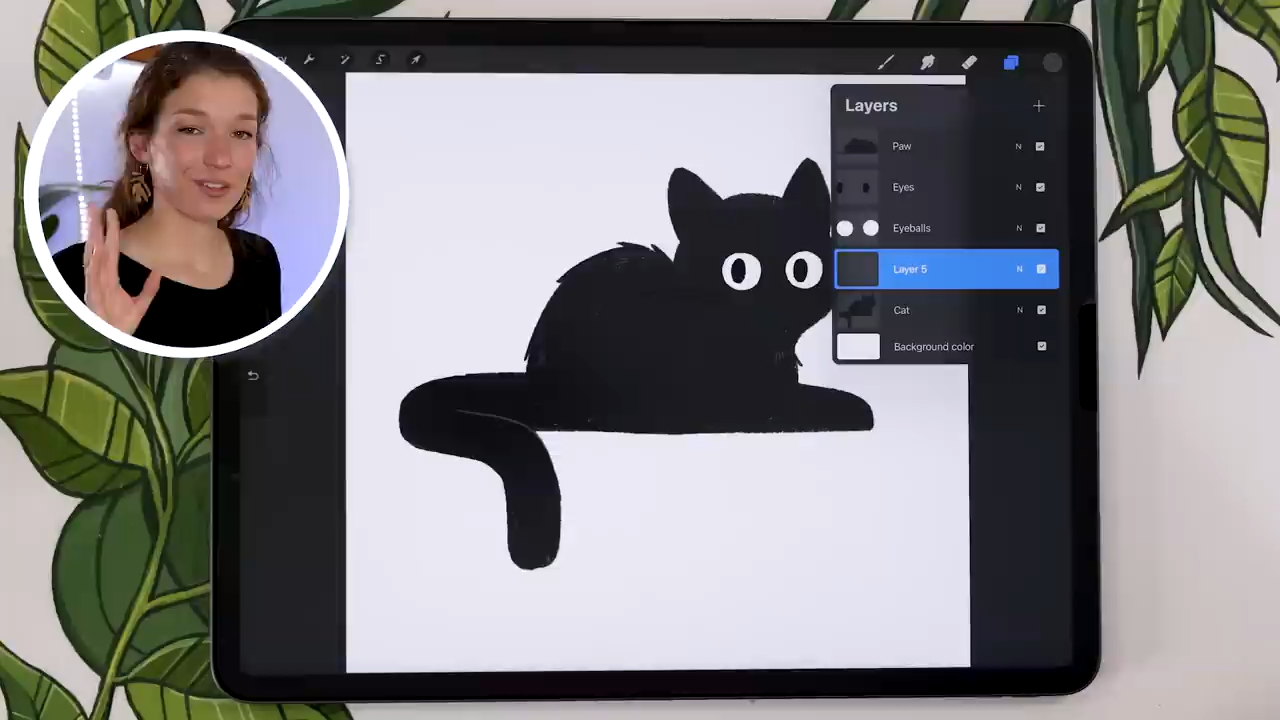 Layers
Paw N
Eyes N
Eyeballs N
Layer 5 N
Cat N
Background color